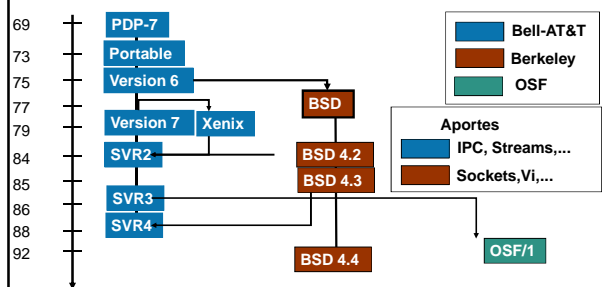 69
PDP-7
Bell-AT&T
73
Portable
Berkeley
75
Version 6
OSF
77
BSD
79
Version 7
Xenix
Aportes
84
SVR2
BSD 4.2
IPC, Streams,...
85
BSD 4.3
Sockets,Vi,...
86
SVR3
88
SVR4
92
BSD 4.4
OSF/1